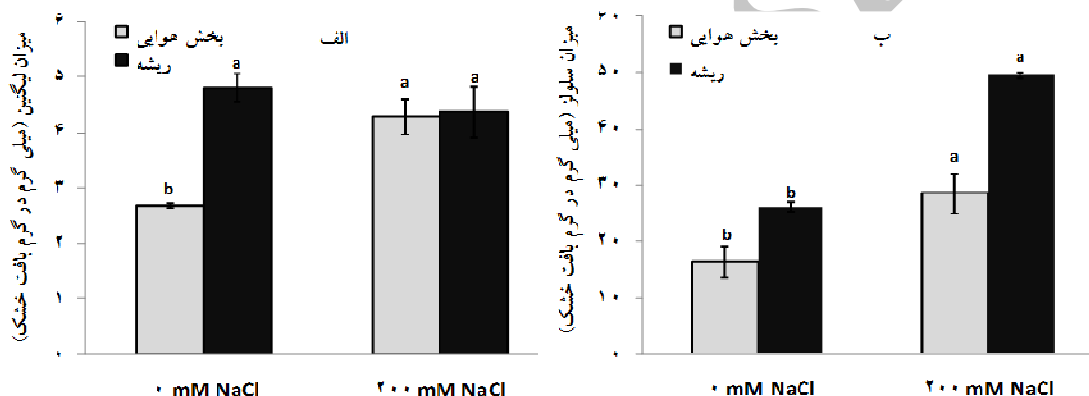 میزان لیگنین (میلی گرم در گرم بافت خشک)
۶
۵
۴
۳
۲
۱
۰
بخش هوایی
ریشه
الف
b
a
a
a
۰ mM NaCl
۲۰۰ mM NaCl
میزان سلولز (میلی گرم در گرم بافت خشک)
۶۰
۵۰
۴۰
۳۰
۲۰
۱۰
۰
بخش هوایی
ریشه
ب
b
b
a
a
۰ mM NaCl
۲۰۰ mM NaCl